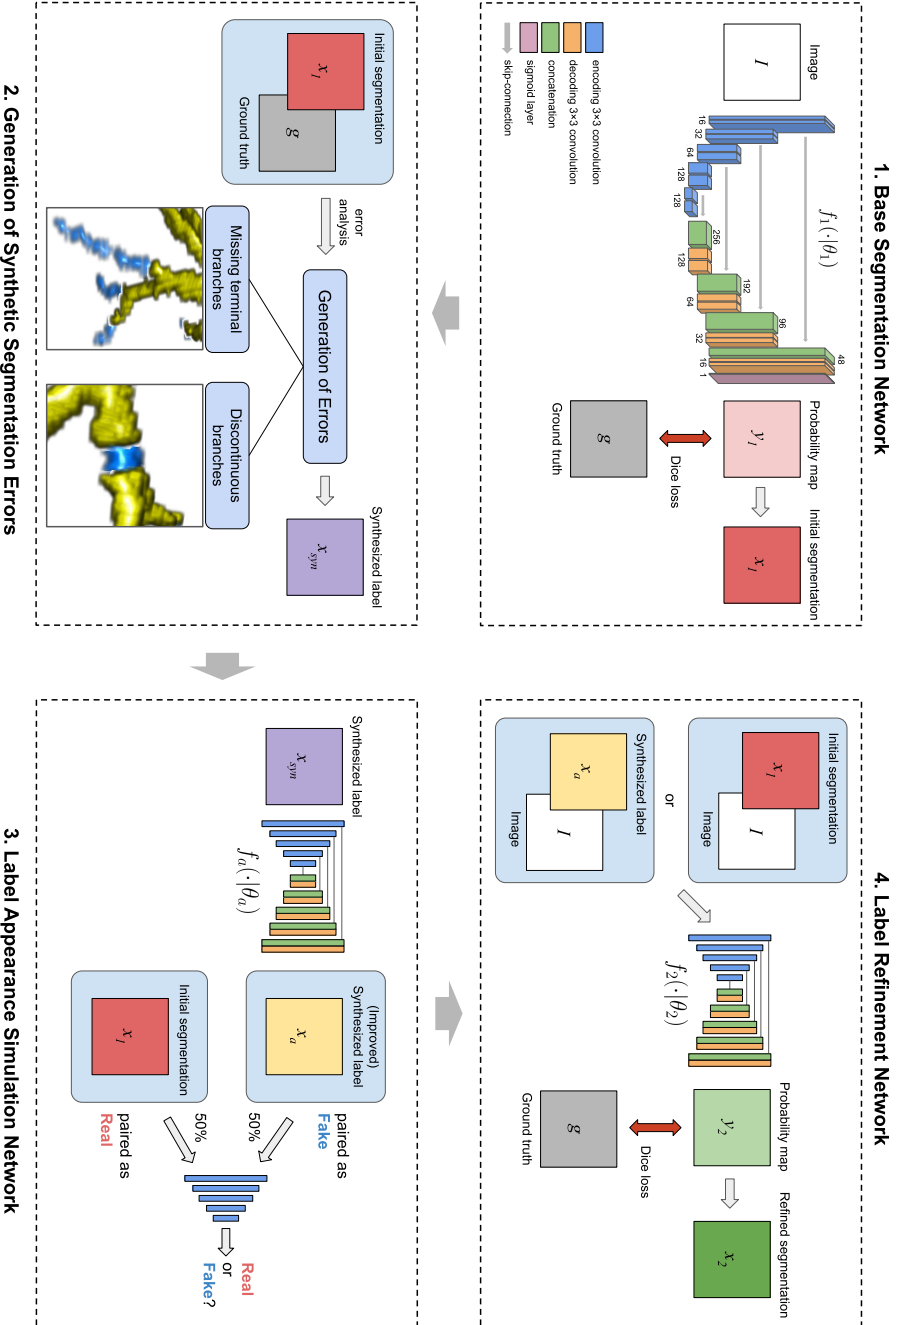 1. Base Segmentation Network
Image
I
f₁(·|θ₁)
16
32
64
128
128
256
128
192
64
96
32
48
16
1
encoding 3×3 convolution
decoding 3×3 convolution
concatenation
sigmoid layer
skip-connection
Probability map
y₁
Dice loss
g
Ground truth
Initial segmentation
x₁
2. Generation of Synthetic Segmentation Errors
Initial segmentation
x₁
g
Ground truth
error
analysis
Generation of Errors
Missing terminal
branches
Discontinuous
branches
Synthesized label
x_syn
3. Label Appearance Simulation Network
Synthesized label
x_syn
fₐ(·|θₐ)
(Improved)
Synthesized label
xₐ
Initial segmentation
x₁
paired as
Fake
50%
50%
paired as
Real
Real
or
Fake?
4. Label Refinement Network
Initial segmentation
x₁
I
Image
or
Synthesized label
xₐ
I
Image
f₂(·|θ₂)
Probability map
y₂
Dice loss
g
Ground truth
Refined segmentation
x₂